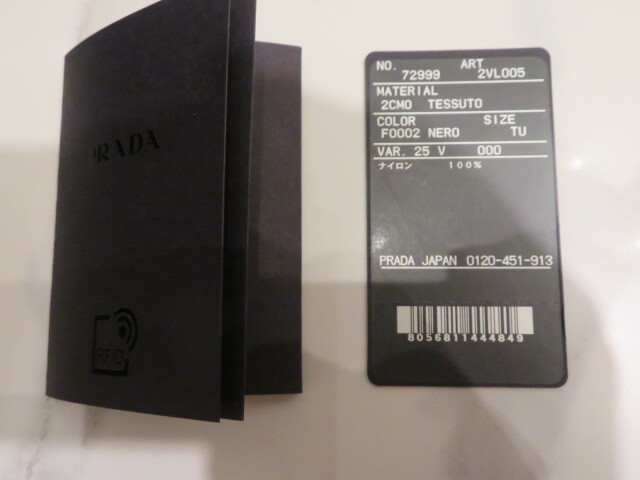 PRADA
RFID
NO. ART
72999 2VL005
MATERIAL
2CMO TESSUTO
COLOR SIZE
F0002 NERO TU
VAR. 25 V 000
ナイロン 100%
PRADA JAPAN 0120-451-913
8056811444849